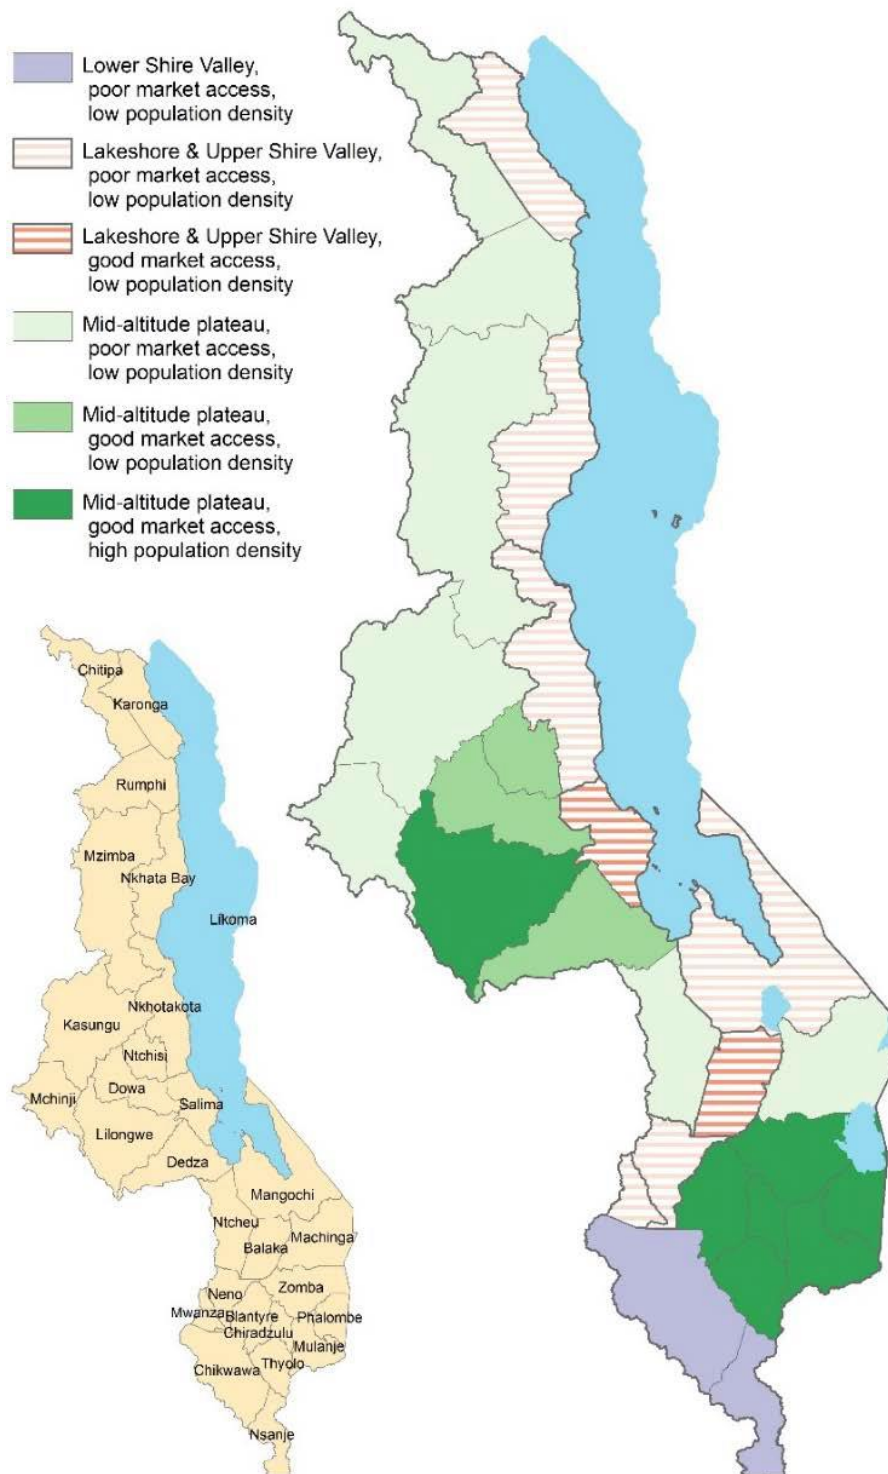 Lower Shire Valley,
poor market access,
low population density
Lakeshore & Upper Shire Valley,
poor market access,
low population density
Lakeshore & Upper Shire Valley,
good market access,
low population density
Mid-altitude plateau,
poor market access,
low population density
Mid-altitude plateau,
good market access,
low population density
Mid-altitude plateau,
good market access,
high population density
Chitipa
Karonga
Rumphi
Mzimba
Nkhata Bay
Likoma
Nkhotakota
Kasungu
Ntchisi
Dowa
Mchinji
Salima
Lilongwe
Dedza
Mangochi
Ntcheu
Machinga
Balaka
Zomba
Neno
Mwanza
Blantyre
Phalombe
Chiradzulu
Mulanje
Thyolo
Chikwawa
Nsanje